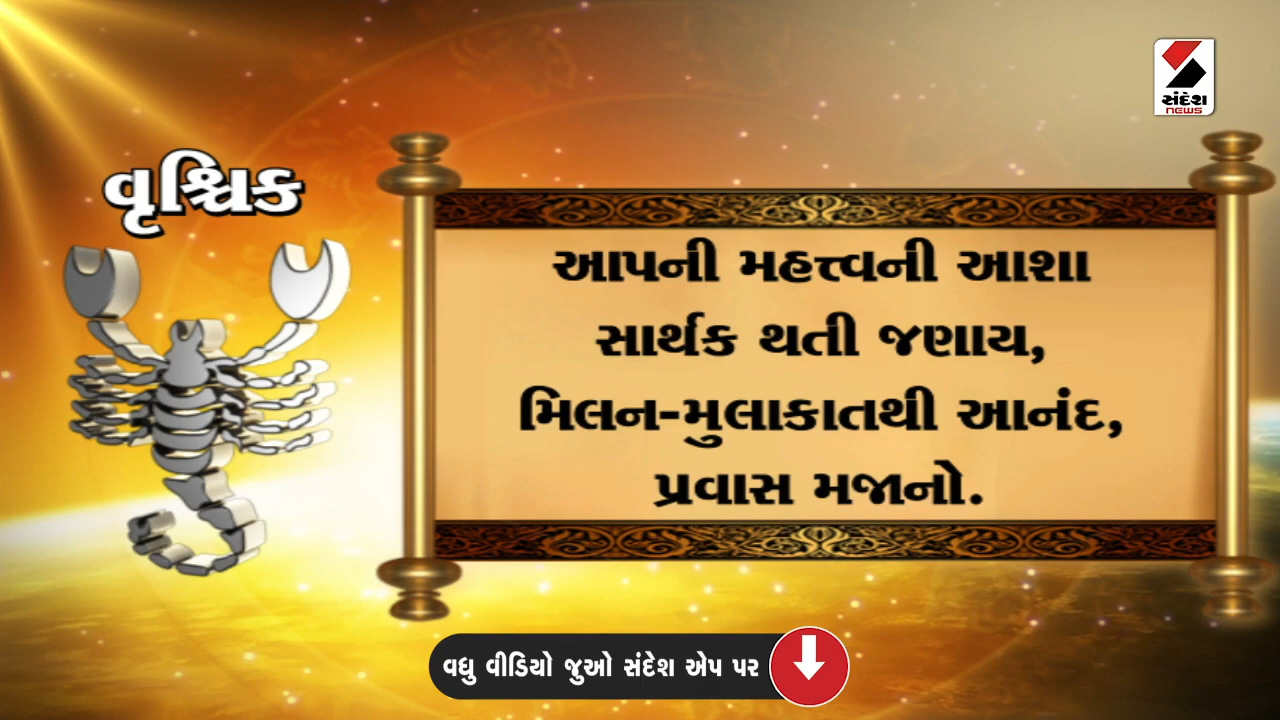 સંદેશ
NEWS
વૃશ્ચિક
આપની મહત્ત્વની આશા
સાર્થક થતી જણાય,
મિલન-મુલાકાતથી આનંદ,
પ્રવાસ મજાનો.
વધુ વીડિયો જુઓ સંદેશ એપ પર